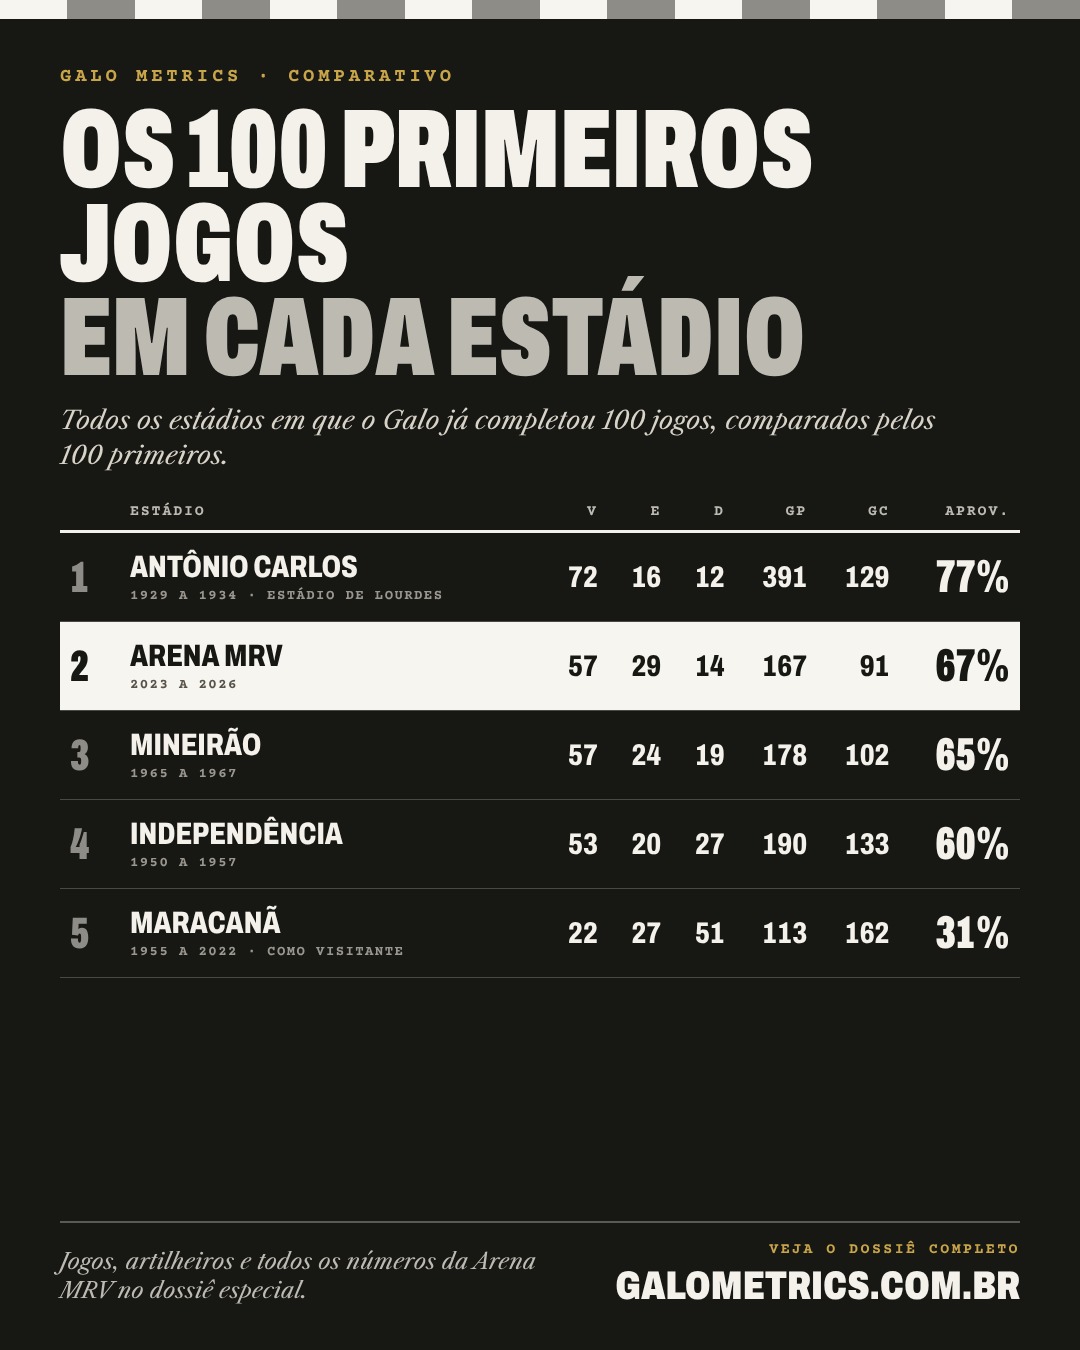 GALO METRICS · COMPARATIVO
OS 100 PRIMEIROS
JOGOS
EM CADA ESTÁDIO
Todos os estádios em que o Galo já completou 100 jogos, comparados pelos
100 primeiros.
ESTÁDIO V E D GP GC APROV.
1 ANTÔNIO CARLOS 72 16 12 391 129 77%
1929 A 1934 · ESTÁDIO DE LOURDES
2 ARENA MRV 57 29 14 167 91 67%
2023 A 2026
3 MINEIRÃO 57 24 19 178 102 65%
1965 A 1967
4 INDEPENDÊNCIA 53 20 27 190 133 60%
1950 A 1957
5 MARACANÃ 22 27 51 113 162 31%
1955 A 2022 · COMO VISITANTE
Jogos, artilheiros e todos os números da Arena
MRV no dossiê especial.
VEJA O DOSSIÊ COMPLETO
GALOMETRICS.COM.BR